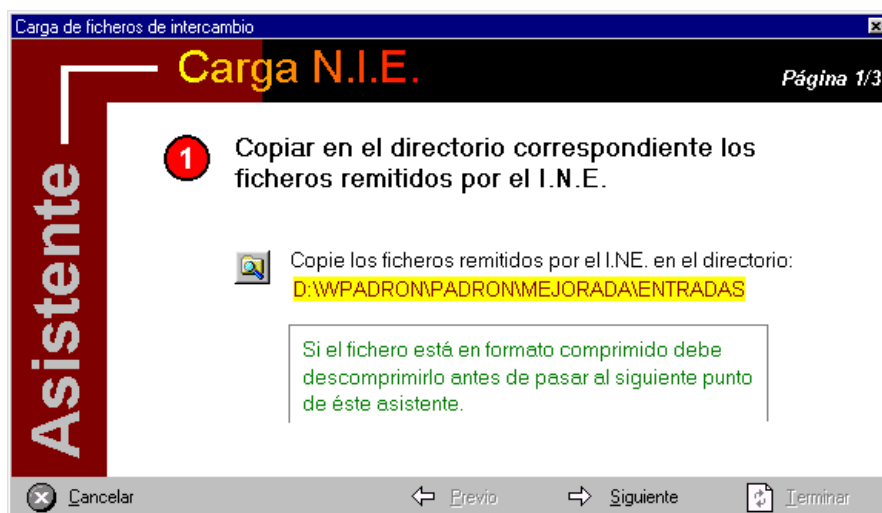 Carga de ficheros de intercambio
Carga N.I.E.
Página 1/3
Asistente
1
Copiar en el directorio correspondiente los
ficheros remitidos por el I.N.E.
Copie los ficheros remitidos por el I.NE. en el directorio:
D:\WPADRON\PADRON\MEJORADA\ENTRADAS
Si el fichero está en formato comprimido debe
descomprimirlo antes de pasar al siguiente punto
de éste asistente.
Cancelar
Previo
Siguiente
Terminar